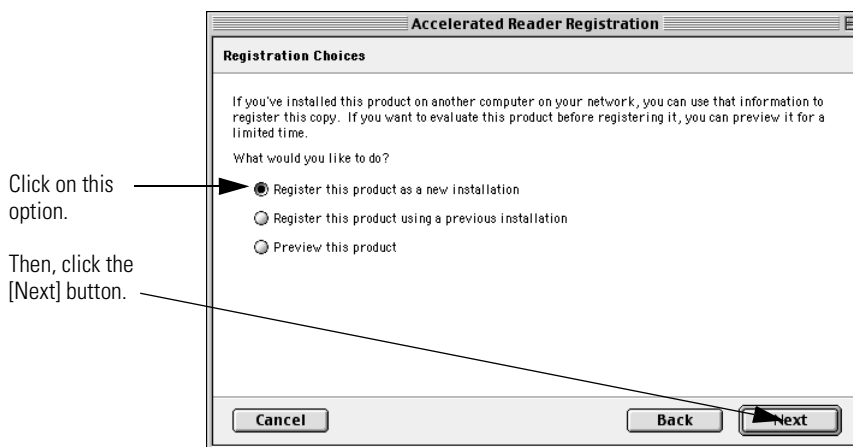 Accelerated Reader Registration
Registration Choices
If you've installed this product on another computer on your network, you can use that information to
register this copy. If you want to evaluate this product before registering it, you can preview it for a
limited time.
What would you like to do?
Click on this
option.
Register this product as a new installation
Register this product using a previous installation
Preview this product
Then, click the
[Next] button.
Cancel
Back
Next